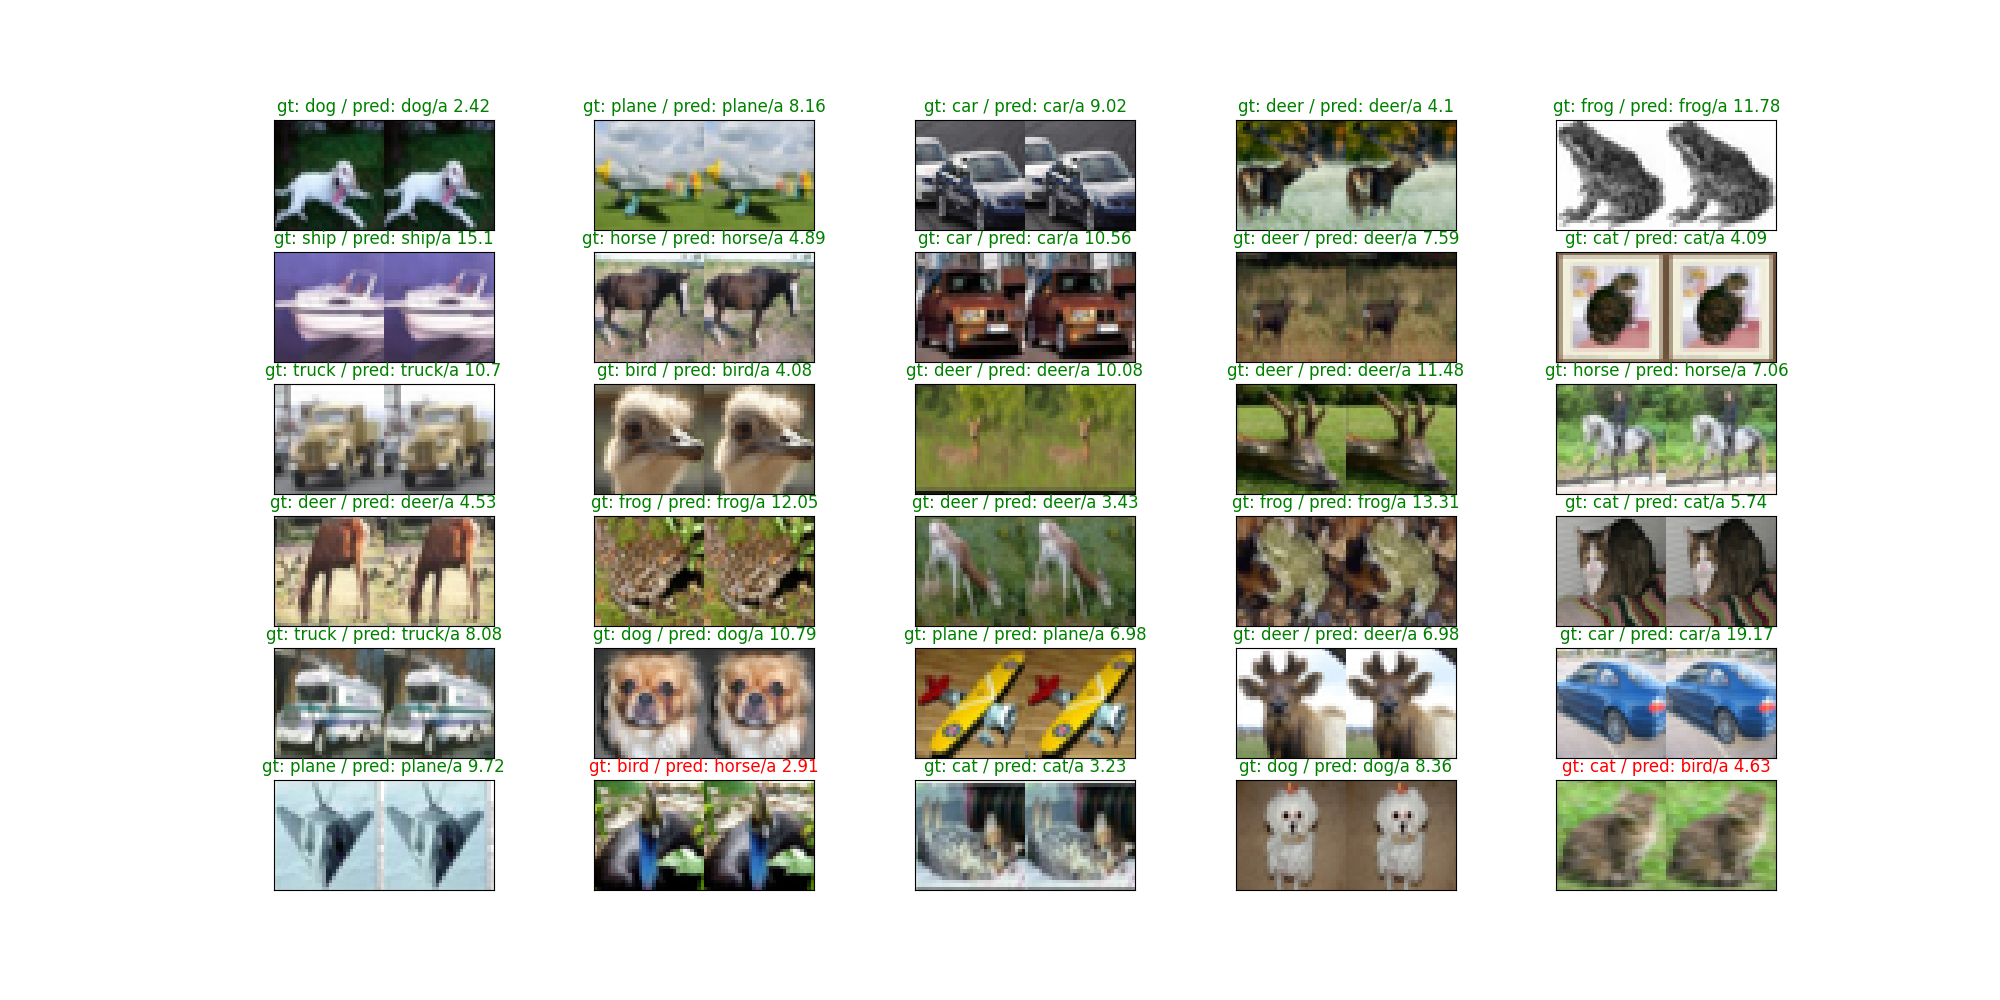 gt: dog / pred: dog/a 2.42
gt: plane / pred: plane/a 8.16
gt: car / pred: car/a 9.02
gt: deer / pred: deer/a 4.1
gt: frog / pred: frog/a 11.78
gt: ship / pred: ship/a 15.1
gt: horse / pred: horse/a 4.89
gt: car / pred: car/a 10.56
gt: deer / pred: deer/a 7.59
gt: cat / pred: cat/a 4.09
gt: truck / pred: truck/a 10.7
gt: bird / pred: bird/a 4.08
gt: deer / pred: deer/a 10.08
gt: deer / pred: deer/a 11.48
gt: horse / pred: horse/a 7.06
gt: deer / pred: deer/a 4.53
gt: frog / pred: frog/a 12.05
gt: deer / pred: deer/a 3.43
gt: frog / pred: frog/a 13.31
gt: cat / pred: cat/a 5.74
gt: truck / pred: truck/a 8.08
gt: dog / pred: dog/a 10.79
gt: plane / pred: plane/a 6.98
gt: deer / pred: deer/a 6.98
gt: car / pred: car/a 19.17
gt: plane / pred: plane/a 9.72
gt: bird / pred: horse/a 2.91
gt: cat / pred: cat/a 3.23
gt: dog / pred: dog/a 8.36
gt: cat / pred: bird/a 4.63